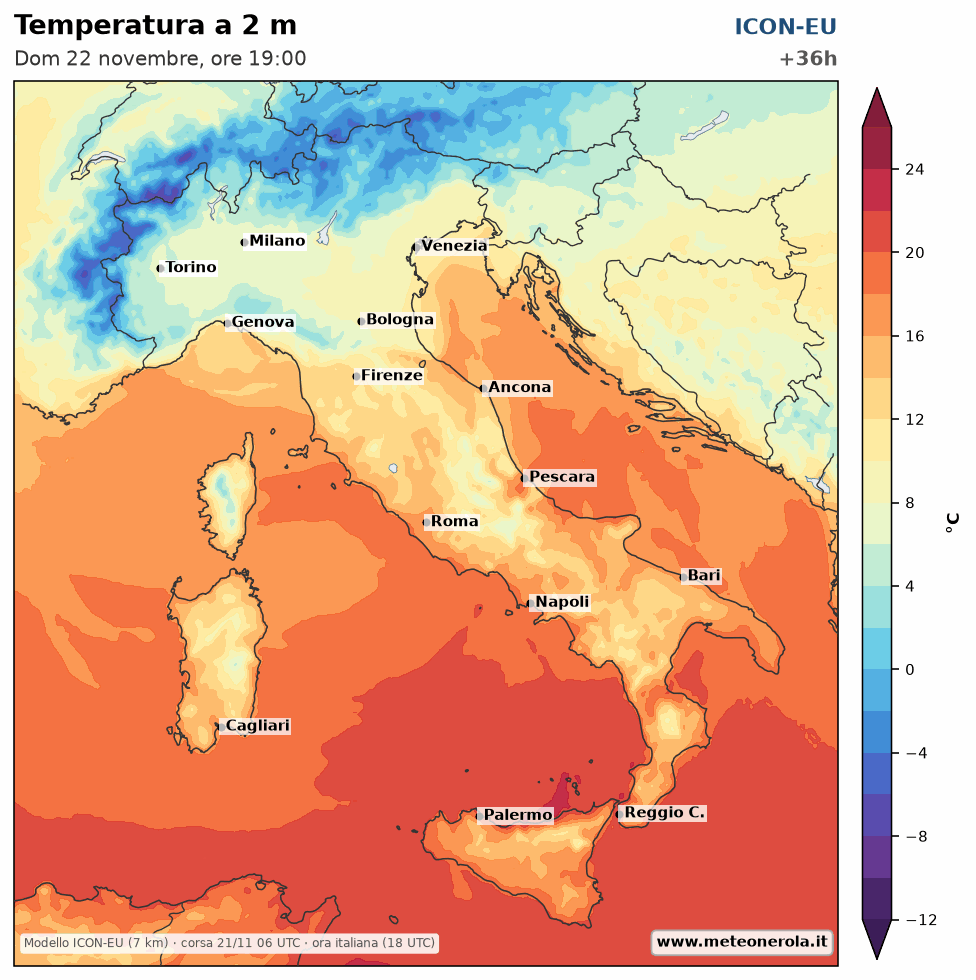 Temperatura a 2 m
ICON-EU
Dom 22 novembre, ore 19:00
+36h
Milano
Venezia
Torino
Genova
Bologna
Firenze
Ancona
Pescara
Roma
Bari
Napoli
Cagliari
Palermo
Reggio C.
24
20
16
12
8
4
0
−4
−8
−12
°C
Modello ICON-EU (7 km) · corsa 21/11 06 UTC · ora italiana (18 UTC)
www.meteonerola.it